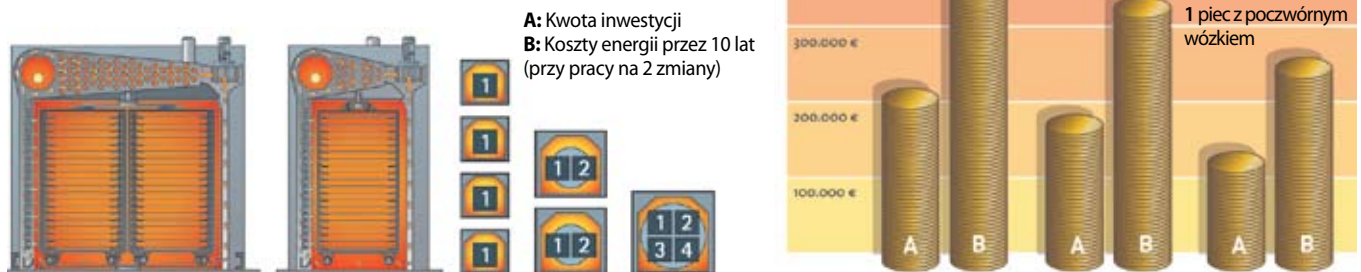 A: Kwota inwestycji
B: Koszty energii przez 10 lat
(przy pracy na 2 zmiany)
1
1
1
1
1 2
1 2
1 2
3 4
1 piec z poczwórnym
wózkiem
300.000 €
200.000 €
100.000 €
A B A B A B